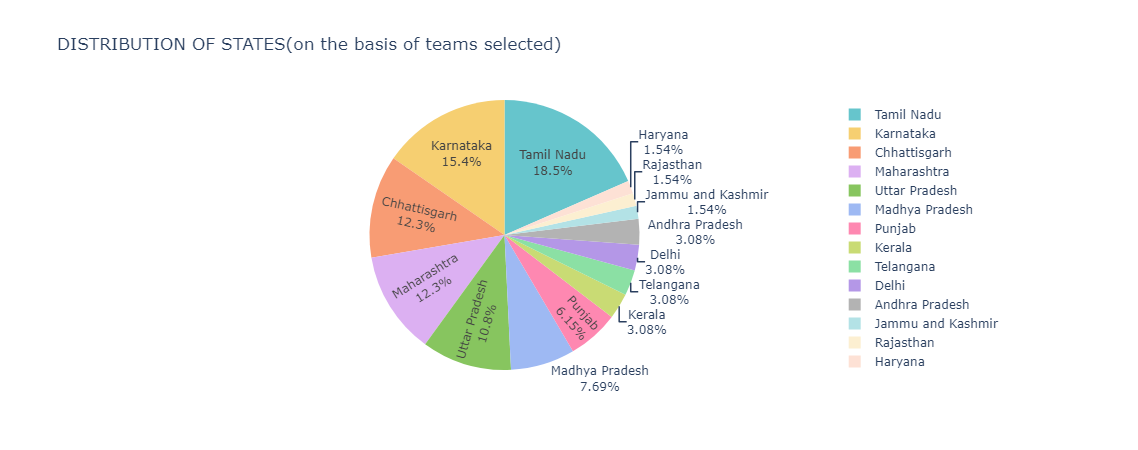 DISTRIBUTION OF STATES(on the basis of teams selected)
Tamil Nadu
18.5%
Karnataka
15.4%
Chhattisgarh
12.3%
Maharashtra
12.3%
Uttar Pradesh
10.8%
Madhya Pradesh
7.69%
Punjab
6.15%
Kerala
3.08%
Telangana
3.08%
Delhi
3.08%
Andhra Pradesh
3.08%
Jammu and Kashmir
1.54%
Rajasthan
1.54%
Haryana
1.54%
Tamil Nadu
Karnataka
Chhattisgarh
Maharashtra
Uttar Pradesh
Madhya Pradesh
Punjab
Kerala
Telangana
Delhi
Andhra Pradesh
Jammu and Kashmir
Rajasthan
Haryana